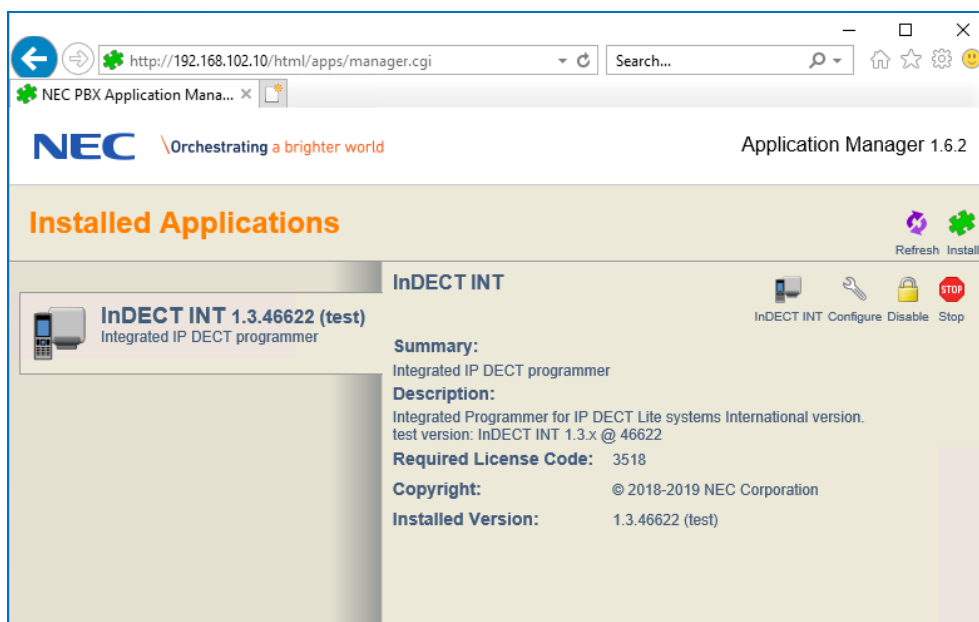 http://192.168.102.10/html/apps/manager.cgi
Search...
NEC PBX Application Mana...
NEC
\Orchestrating a brighter world
Application Manager 1.6.2
Installed Applications
Refresh Install
InDECT INT 1.3.46622 (test)
Integrated IP DECT programmer
InDECT INT
STOP
InDECT INT Configure Disable Stop
Summary:
Integrated IP DECT programmer
Description:
Integrated Programmer for IP DECT Lite systems International version.
test version: InDECT INT 1.3.x @ 46622
Required License Code: 3518
Copyright: © 2018-2019 NEC Corporation
Installed Version: 1.3.46622 (test)